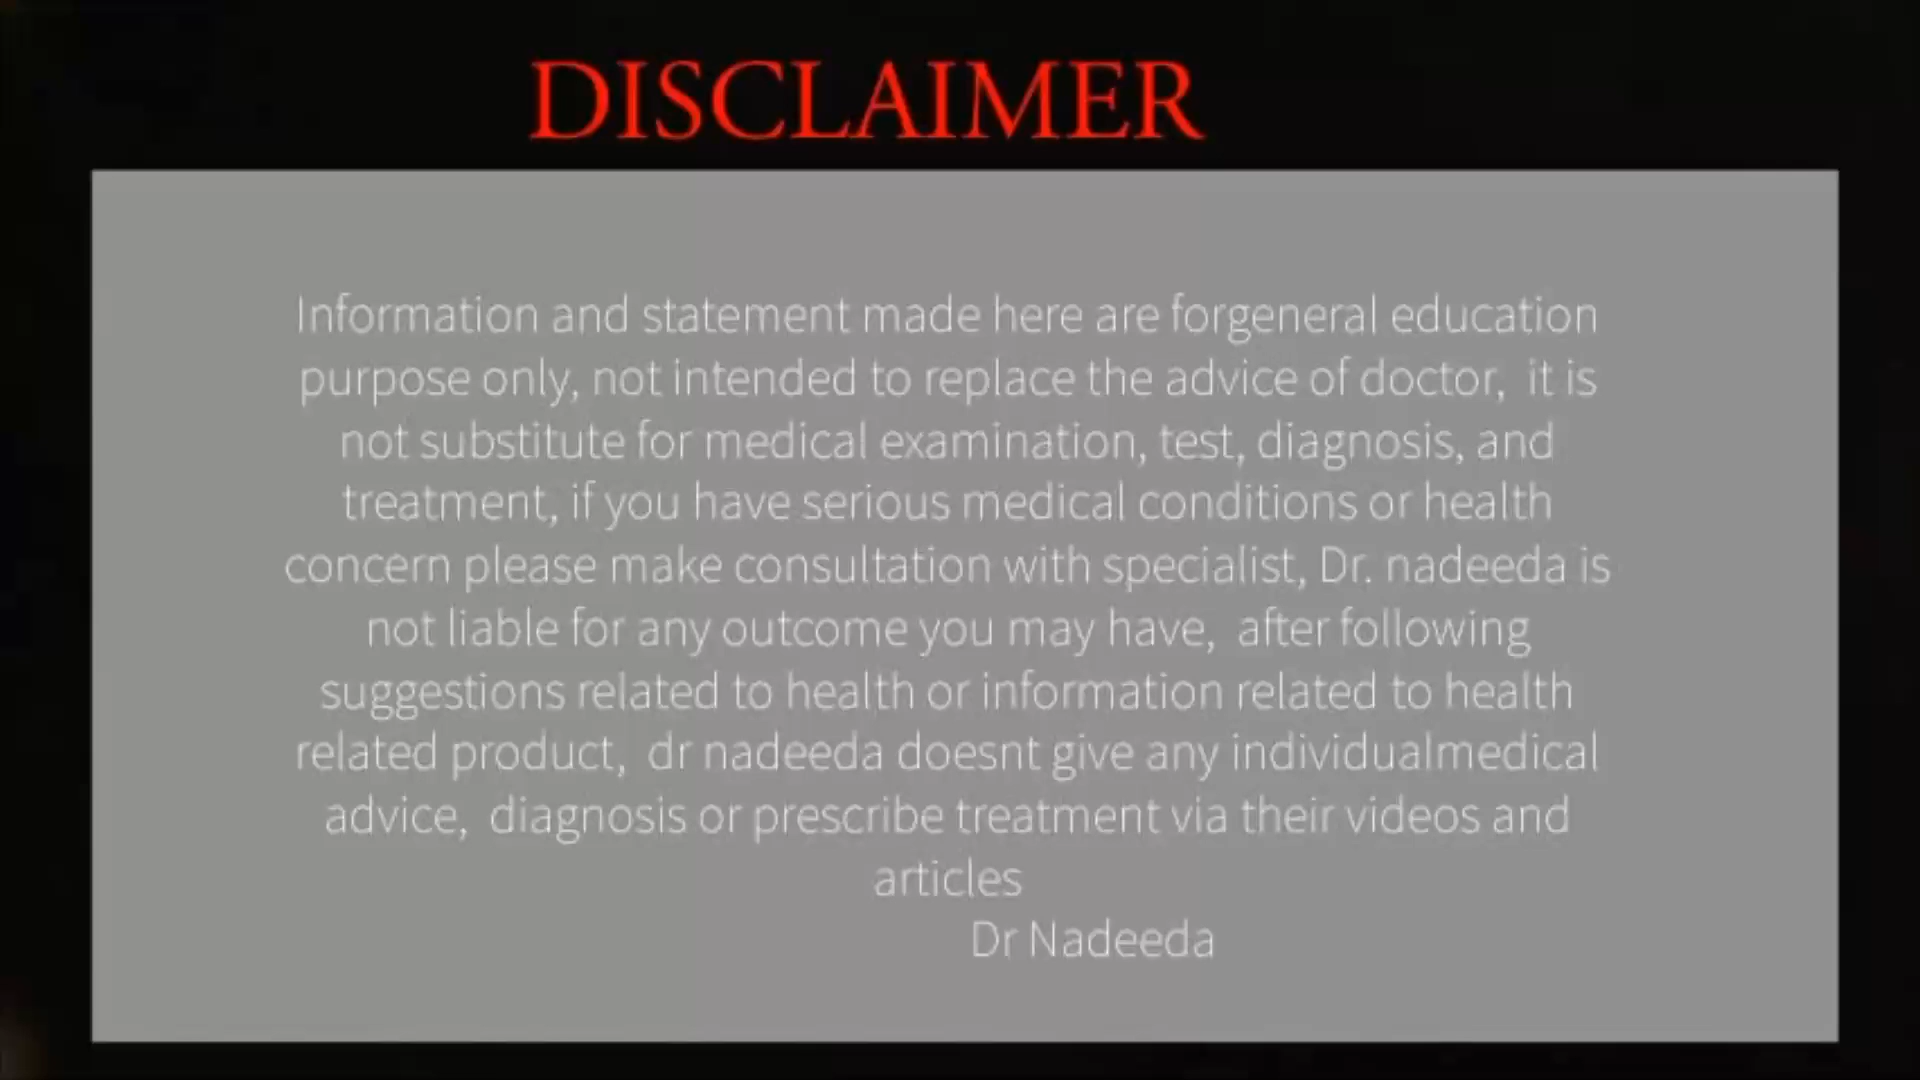 DISCLAIMER
Information and statement made here are forgeneral education
purpose only, not intended to replace the advice of doctor, it is
not substitute for medical examination, test, diagnosis, and
treatment, if you have serious medical conditions or health
concern please make consultation with specialist, Dr. nadeeda is
not liable for any outcome you may have, after following
suggestions related to health or information related to health
related product, dr nadeeda doesnt give any individualmedical
advice, diagnosis or prescribe treatment via their videos and
articles
Dr Nadeeda